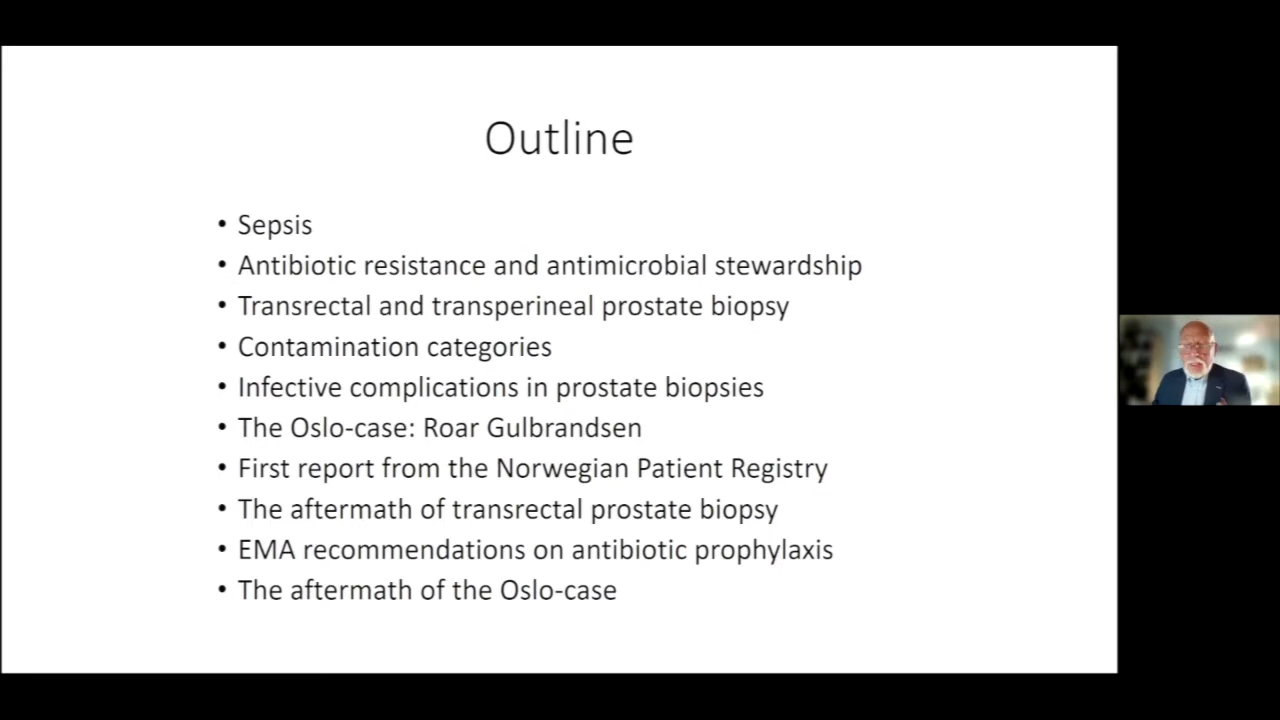 Outline
• Sepsis
• Antibiotic resistance and antimicrobial stewardship
• Transrectal and transperineal prostate biopsy
• Contamination categories
• Infective complications in prostate biopsies
• The Oslo-case: Roar Gulbrandsen
• First report from the Norwegian Patient Registry
• The aftermath of transrectal prostate biopsy
• EMA recommendations on antibiotic prophylaxis
• The aftermath of the Oslo-case